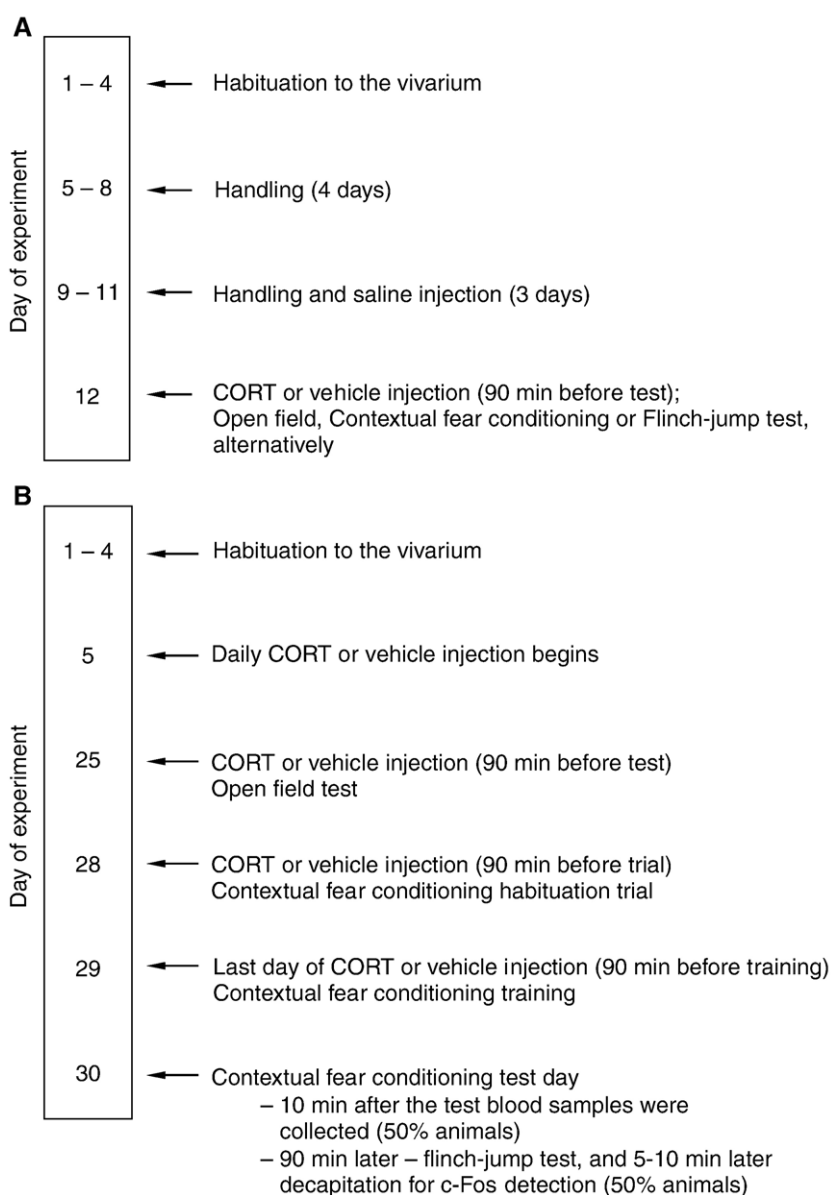 A
Day of experiment
1 – 4
Habituation to the vivarium
5 – 8
Handling (4 days)
9 – 11
Handling and saline injection (3 days)
12
CORT or vehicle injection (90 min before test);
Open field, Contextual fear conditioning or Flinch-jump test,
alternatively
B
Day of experiment
1 – 4
Habituation to the vivarium
5
Daily CORT or vehicle injection begins
25
CORT or vehicle injection (90 min before test)
Open field test
28
CORT or vehicle injection (90 min before trial)
Contextual fear conditioning habituation trial
29
Last day of CORT or vehicle injection (90 min before training)
Contextual fear conditioning training
30
Contextual fear conditioning test day
– 10 min after the test blood samples were
collected (50% animals)
– 90 min later – flinch-jump test, and 5-10 min later
decapitation for c-Fos detection (50% animals)